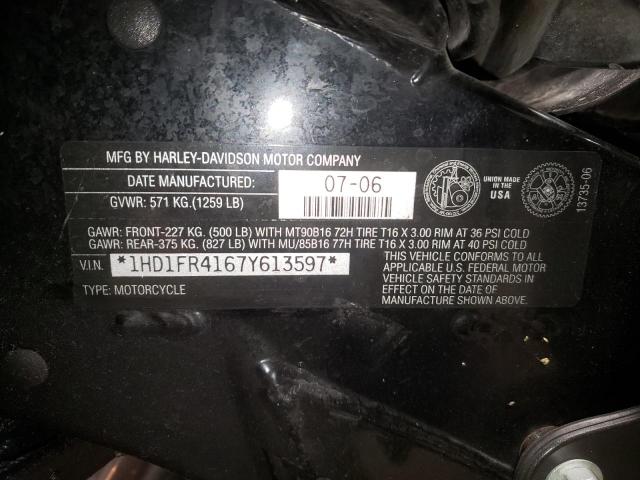 MFG BY HARLEY-DAVIDSON MOTOR COMPANY
DATE MANUFACTURED: 07-06
GVWR: 571 KG. (1259 LB)
UNION MADE
IN THE
USA
13735-06
GAWR: FRONT-227 KG. (500 LB) WITH MT90B16 72H TIRE T16 X 3.00 RIM AT 36 PSI COLD
GAWR: REAR-375 KG. (827 LB) WITH MU/85B16 77H TIRE T16 X 3.00 RIM AT 40 PSI COLD
V.I.N. *1HD1FR4167Y613597*
THIS VEHICLE CONFORMS TO ALL
APPLICABLE U.S. FEDERAL MOTOR
VEHICLE SAFETY STANDARDS IN
EFFECT ON THE DATE OF
MANUFACTURE SHOWN ABOVE.
TYPE: MOTORCYCLE